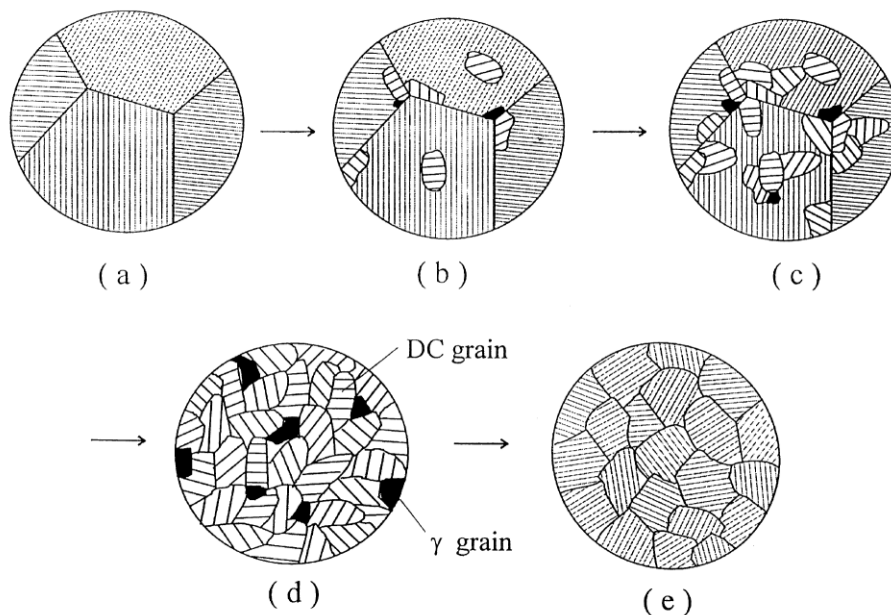 ( a )
( b )
( c )
DC grain
γ grain
( d )
( e )